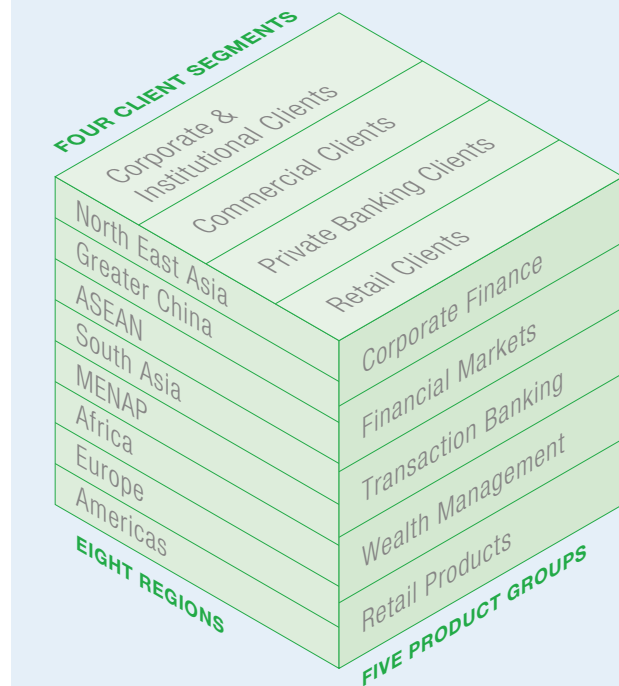 FOUR CLIENT SEGMENTS
Corporate &
Institutional Clients
Commercial Clients
Private Banking Clients
Retail Clients
North East Asia
Greater China
ASEAN
South Asia
MENAP
Africa
Europe
Americas
EIGHT REGIONS
Corporate Finance
Financial Markets
Transaction Banking
Wealth Management
Retail Products
FIVE PRODUCT GROUPS